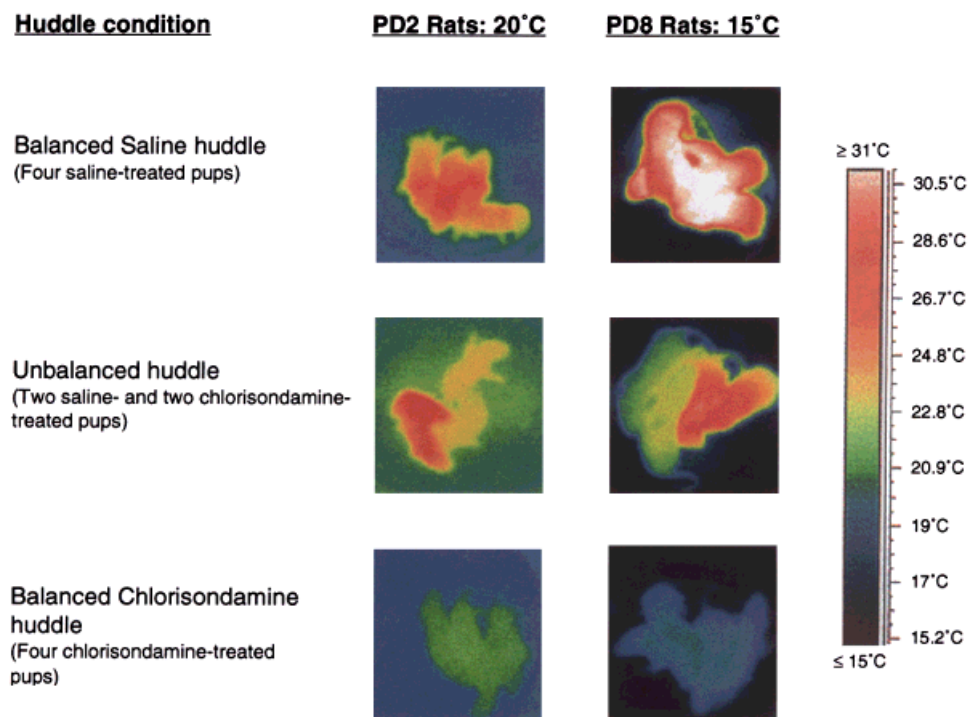 Huddle condition
PD2 Rats: 20°C
PD8 Rats: 15°C
Balanced Saline huddle
(Four saline-treated pups)
Unbalanced huddle
(Two saline- and two chlorisondamine-
treated pups)
Balanced Chlorisondamine
huddle
(Four chlorisondamine-treated
pups)
≥ 31°C
30.5°C
28.6°C
26.7°C
24.8°C
22.8°C
20.9°C
19°C
17°C
15.2°C
≤ 15°C